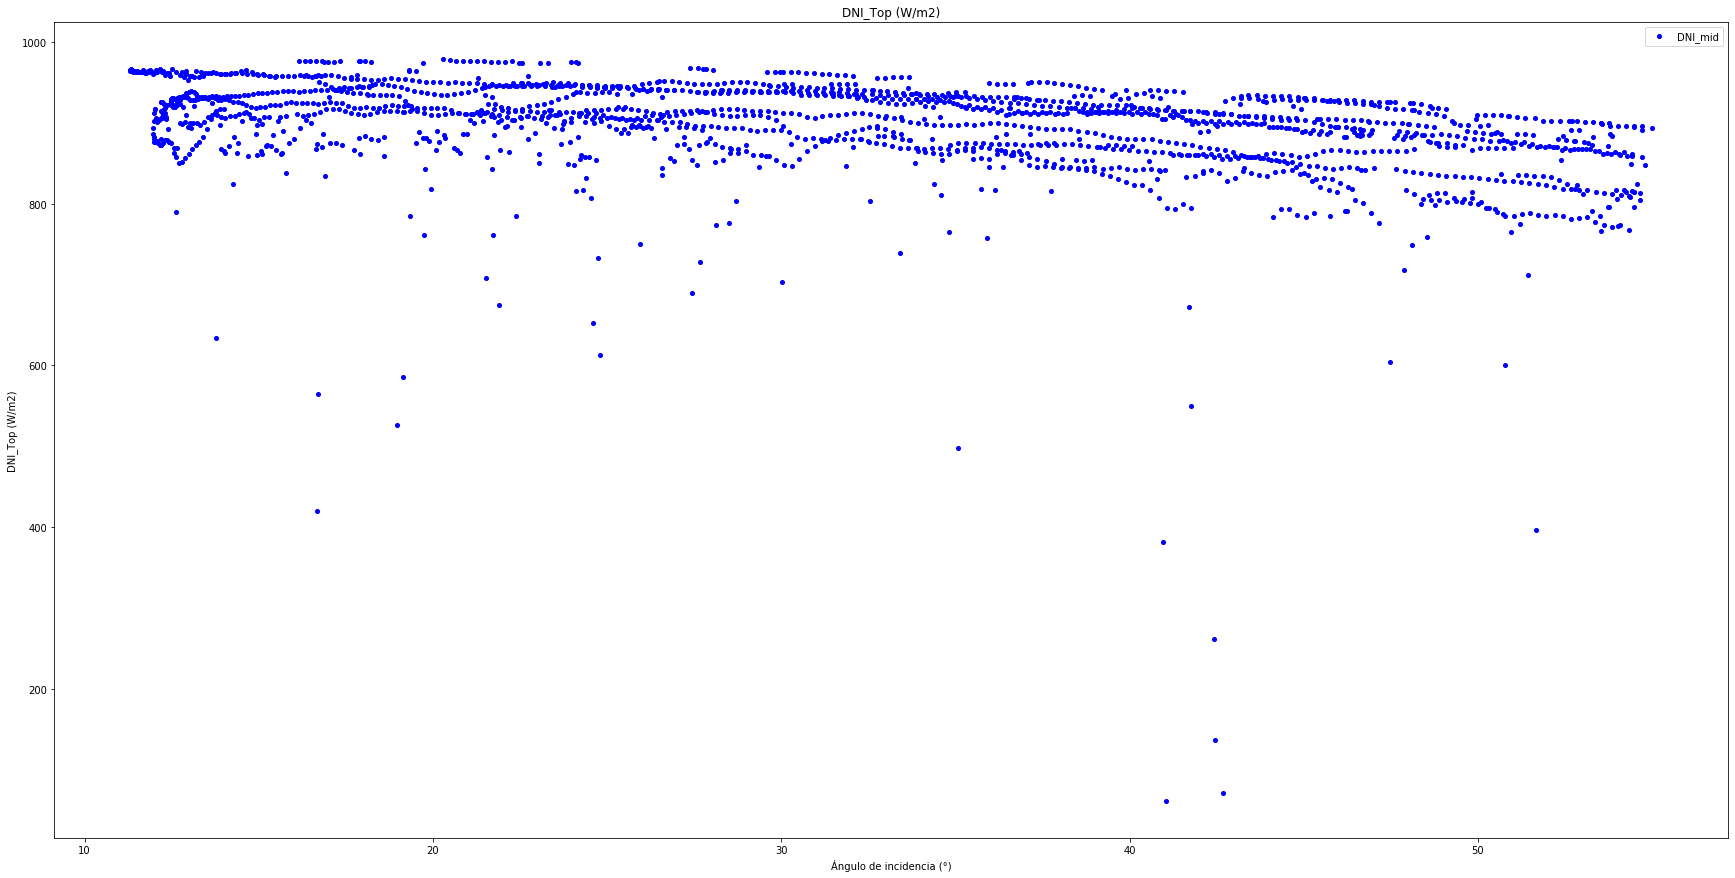 DNI_Top (W/m2)
DNI_mid
1000
800
600
400
200
DNI_Top (W/m2)
10
20
30
40
50
Ángulo de incidencia (°)